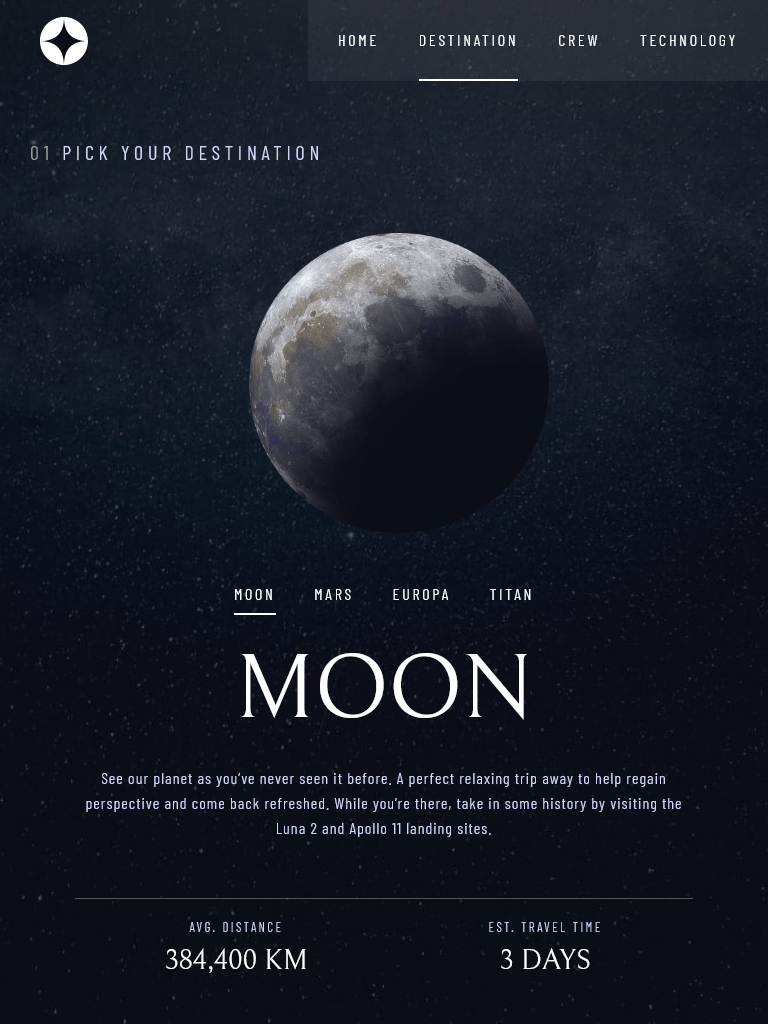 HOME DESTINATION CREW TECHNOLOGY
01 PICK YOUR DESTINATION
MOON MARS EUROPA TITAN
MOON
See our planet as you’ve never seen it before. A perfect relaxing trip away to help regain
perspective and come back refreshed. While you’re there, take in some history by visiting the
Luna 2 and Apollo 11 landing sites.
AVG. DISTANCE
384,400 KM
EST. TRAVEL TIME
3 DAYS